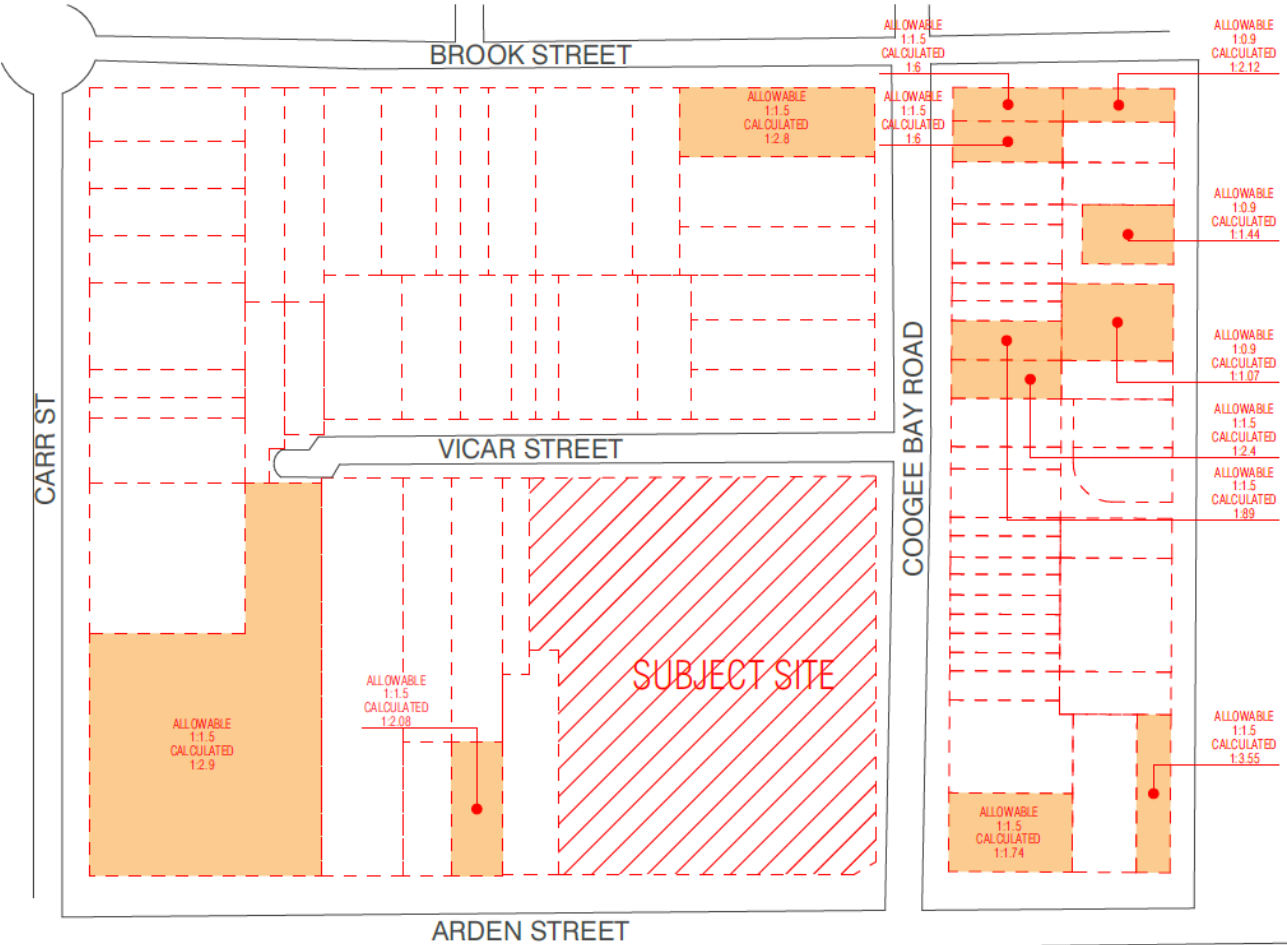 BROOK STREET
ALLOWABLE
1:1.5
CALCULATED
1:6
ALLOWABLE
1:0.9
CALCULATED
1:2.12
ALLOWABLE
1:1.5
CALCULATED
1:2.8
ALLOWABLE
1:1.5
CALCULATED
1:6
ALLOWABLE
1:0.9
CALCULATED
1:1.44
ALLOWABLE
1:0.9
CALCULATED
1:1.07
ALLOWABLE
1:1.5
CALCULATED
1:2.4
ALLOWABLE
1:1.5
CALCULATED
1:89
CARR ST
VICAR STREET
COOGEE BAY ROAD
SUBJECT SITE
ALLOWABLE
1:1.5
CALCULATED
1:2.08
ALLOWABLE
1:1.5
CALCULATED
1:2.9
ALLOWABLE
1:1.5
CALCULATED
1:3.55
ALLOWABLE
1:1.5
CALCULATED
1:1.74
ARDEN STREET